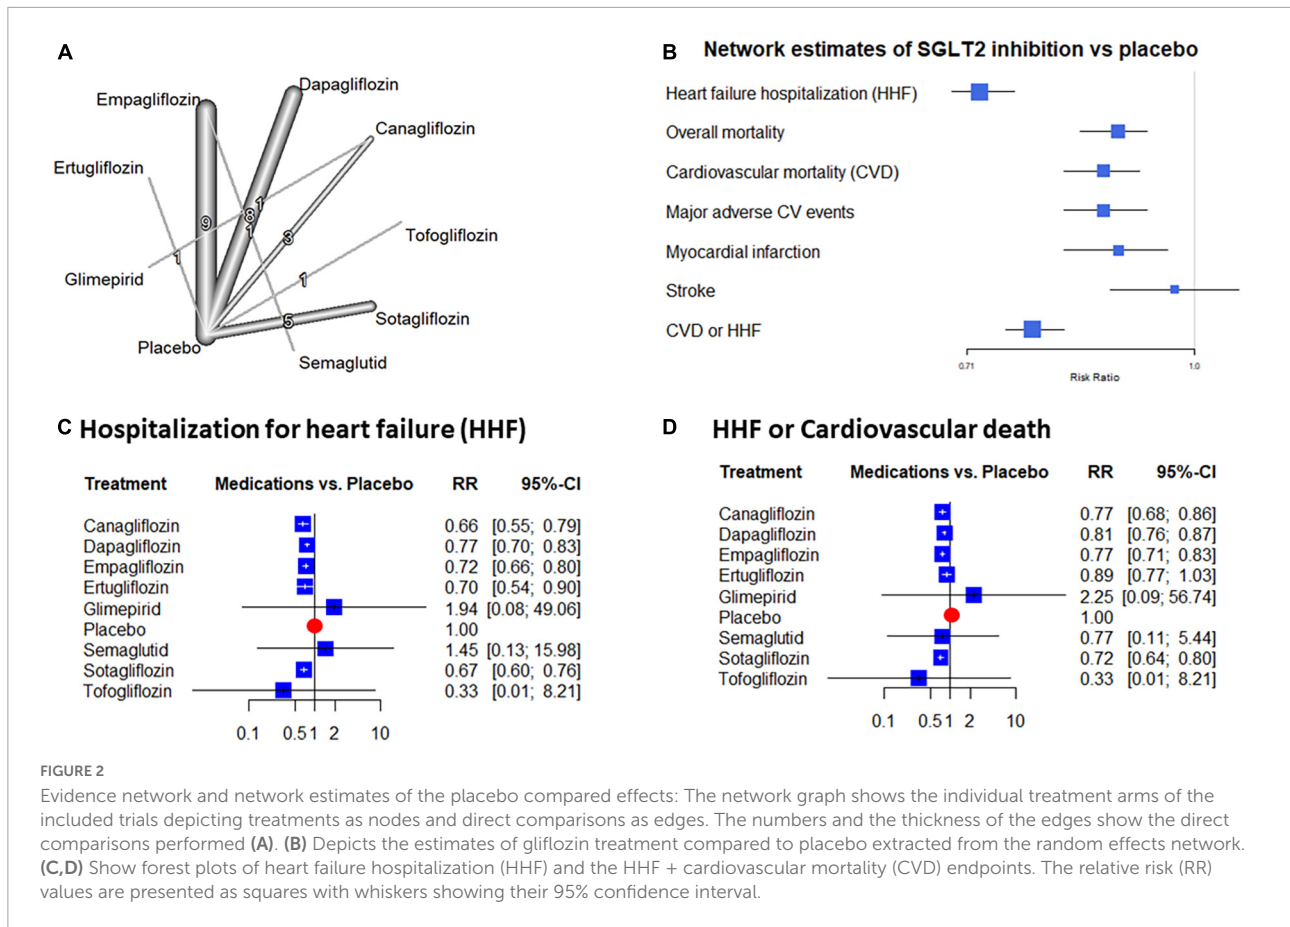 A
Empagliflozin
Dapagliflozin
Canagliflozin
Ertugliflozin
Tofogliflozin
Glimepirid
Sotagliflozin
Placebo
Semaglutid
9
8
1
1
3
1
1
5
B Network estimates of SGLT2 inhibition vs placebo
Heart failure hospitalization (HHF)
Overall mortality
Cardiovascular mortality (CVD)
Major adverse CV events
Myocardial infarction
Stroke
CVD or HHF
0.71 1.0
Risk Ratio
C Hospitalization for heart failure (HHF)
Treatment Medications vs. Placebo RR 95%-CI
Canagliflozin 0.66 [0.55; 0.79]
Dapagliflozin 0.77 [0.70; 0.83]
Empagliflozin 0.72 [0.66; 0.80]
Ertugliflozin 0.70 [0.54; 0.90]
Glimepirid 1.94 [0.08; 49.06]
Placebo 1.00
Semaglutid 1.45 [0.13; 15.98]
Sotagliflozin 0.67 [0.60; 0.76]
Tofogliflozin 0.33 [0.01; 8.21]
0.1 0.5 1 2 10
D HHF or Cardiovascular death
Treatment Medications vs. Placebo RR 95%-CI
Canagliflozin 0.77 [0.68; 0.86]
Dapagliflozin 0.81 [0.76; 0.87]
Empagliflozin 0.77 [0.71; 0.83]
Ertugliflozin 0.89 [0.77; 1.03]
Glimepirid 2.25 [0.09; 56.74]
Placebo 1.00
Semaglutid 0.77 [0.11; 5.44]
Sotagliflozin 0.72 [0.64; 0.80]
Tofogliflozin 0.33 [0.01; 8.21]
0.1 0.5 1 2 10
FIGURE 2
Evidence network and network estimates of the placebo compared effects: The network graph shows the individual treatment arms of the
included trials depicting treatments as nodes and direct comparisons as edges. The numbers and the thickness of the edges show the direct
comparisons performed (A). (B) Depicts the estimates of gliflozin treatment compared to placebo extracted from the random effects network.
(C,D) Show forest plots of heart failure hospitalization (HHF) and the HHF + cardiovascular mortality (CVD) endpoints. The relative risk (RR)
values are presented as squares with whiskers showing their 95% confidence interval.